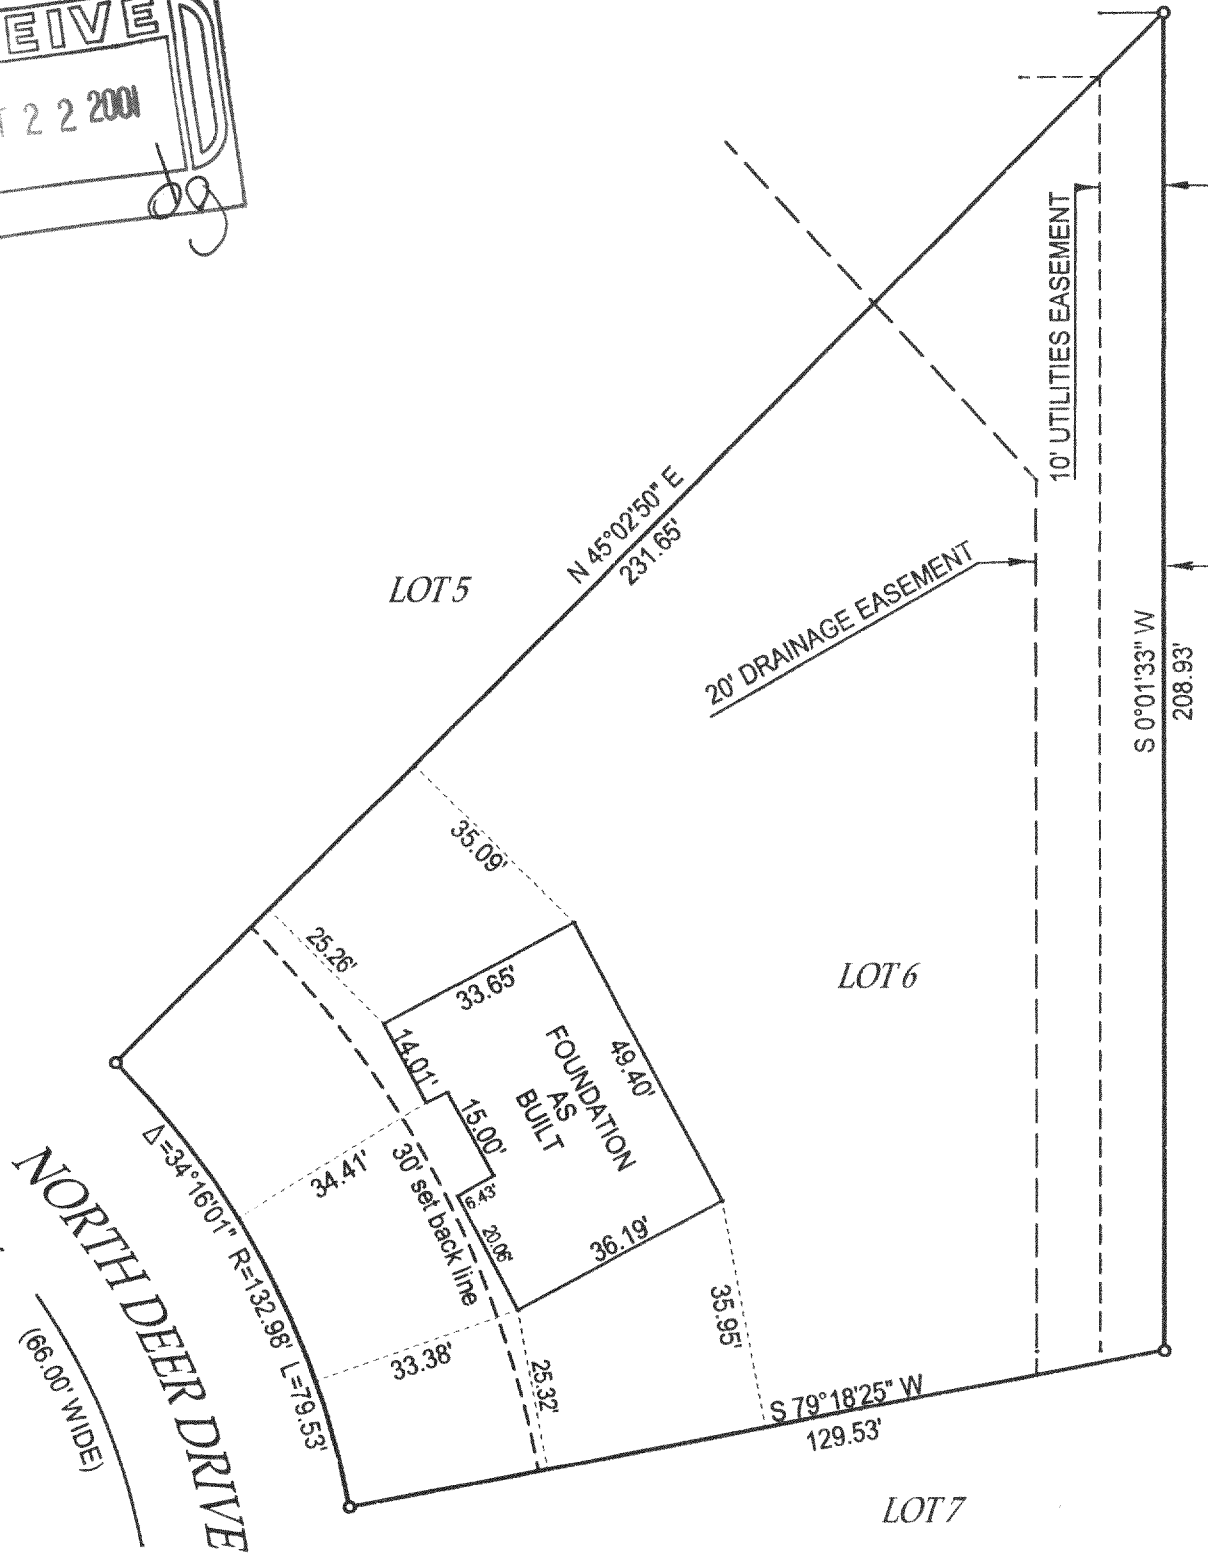 EIVED
T 2 2 2001
10' UTILITIES EASEMENT
N 45°02'50" E
231.65'
LOT 5
20' DRAINAGE EASEMENT
S 0°01'33" W
208.93'
35.09'
25.26'
33.65'
LOT 6
14.01'
15.00'
49.40'
FOUNDATION
AS
BUILT
34.41'
30' set back line
6.43'
20.06'
36.19'
Δ=34°16'01" R=132.98' L=79.53'
NORTH DEER DRIVE
(66.00' WIDE)
33.38'
25.32'
35.95'
S 79°18'25" W
129.53'
LOT 7